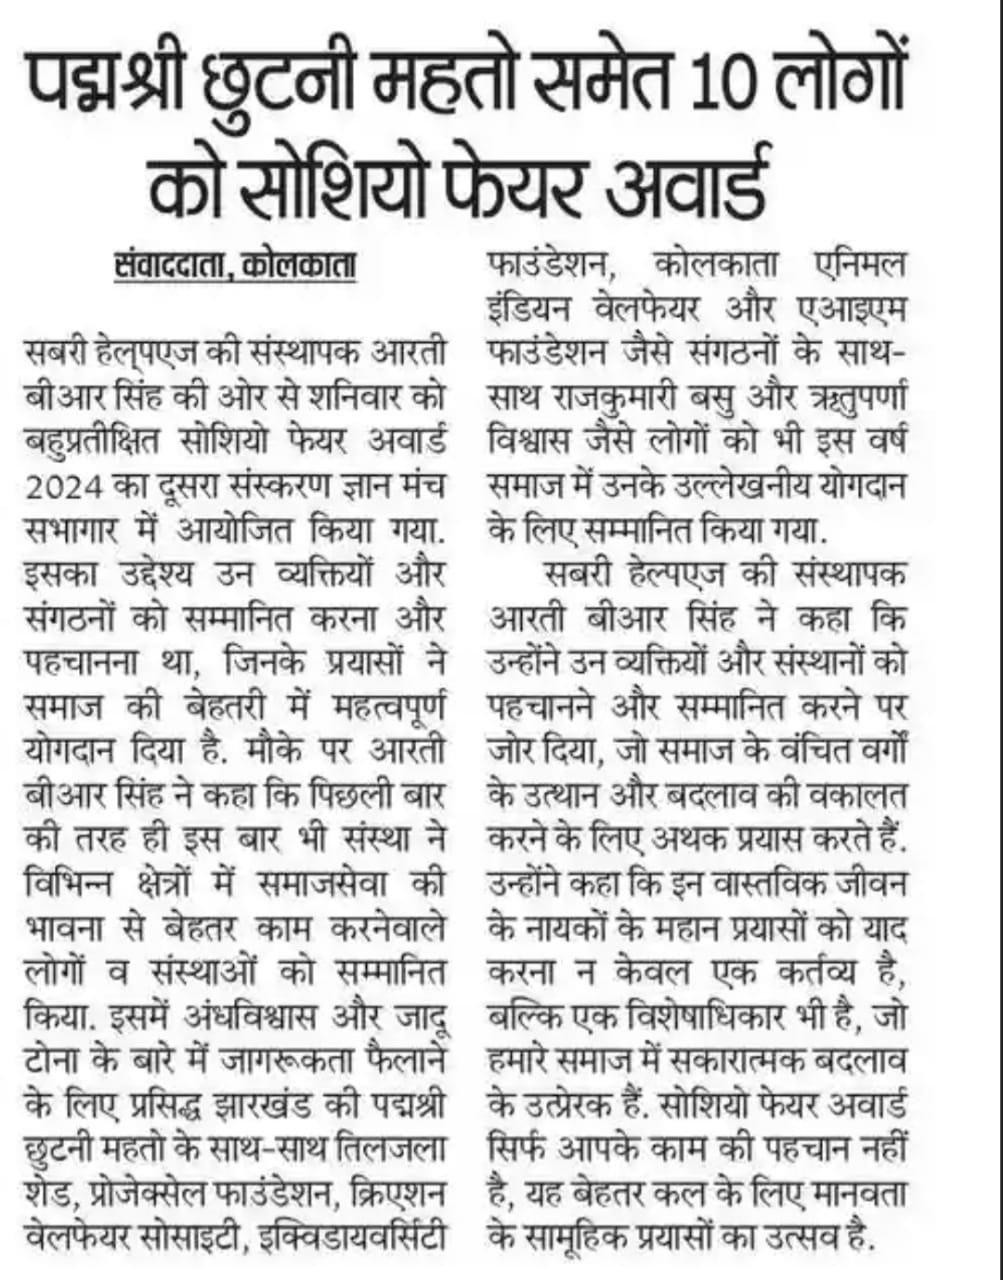 पद्मश्री छुटनी महतो समेत 10 लोगों
को सोशियो फेयर अवार्ड
संवाददाता, कोलकाता
सबरी हेल्पएज की संस्थापक आरती
बीआर सिंह की ओर से शनिवार को
बहुप्रतीक्षित सोशियो फेयर अवार्ड
2024 का दूसरा संस्करण ज्ञान मंच
सभागार में आयोजित किया गया.
इसका उद्देश्य उन व्यक्तियों और
संगठनों को सम्मानित करना और
पहचानना था, जिनके प्रयासों ने
समाज की बेहतरी में महत्वपूर्ण
योगदान दिया है. मौके पर आरती
बीआर सिंह ने कहा कि पिछली बार
की तरह ही इस बार भी संस्था ने
विभिन्न क्षेत्रों में समाजसेवा की
भावना से बेहतर काम करनेवाले
लोगों व संस्थाओं को सम्मानित
किया. इसमें अंधविश्वास और जादू
टोना के बारे में जागरूकता फैलाने
के लिए प्रसिद्ध झारखंड की पद्मश्री
छुटनी महतो के साथ-साथ तिलजला
शेड, प्रोजेक्सेल फाउंडेशन, क्रिएशन
वेलफेयर सोसाइटी, इक्विडायवर्सिटी
फाउंडेशन, कोलकाता एनिमल
इंडियन वेलफेयर और एआइएम
फाउंडेशन जैसे संगठनों के साथ-
साथ राजकुमारी बसु और ऋतुपर्णा
विश्वास जैसे लोगों को भी इस वर्ष
समाज में उनके उल्लेखनीय योगदान
के लिए सम्मानित किया गया.
सबरी हेल्पएज की संस्थापक
आरती बीआर सिंह ने कहा कि
उन्होंने उन व्यक्तियों और संस्थानों को
पहचानने और सम्मानित करने पर
जोर दिया, जो समाज के वंचित वर्गों
के उत्थान और बदलाव की वकालत
करने के लिए अथक प्रयास करते हैं.
उन्होंने कहा कि इन वास्तविक जीवन
के नायकों के महान प्रयासों को याद
करना न केवल एक कर्तव्य है,
बल्कि एक विशेषाधिकार भी है, जो
हमारे समाज में सकारात्मक बदलाव
के उत्प्रेरक हैं. सोशियो फेयर अवार्ड
सिर्फ आपके काम की पहचान नहीं
है, यह बेहतर कल के लिए मानवता
के सामूहिक प्रयासों का उत्सव है.